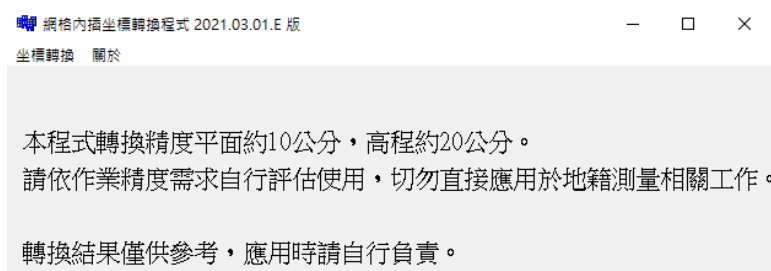 網格內插坐標轉換程式 2021.03.01.E 版
坐標轉換 關於
本程式轉換精度平面約10公分，高程約20公分。
請依作業精度需求自行評估使用，切勿直接應用於地籍測量相關工作。
轉換結果僅供參考，應用時請自行負責。